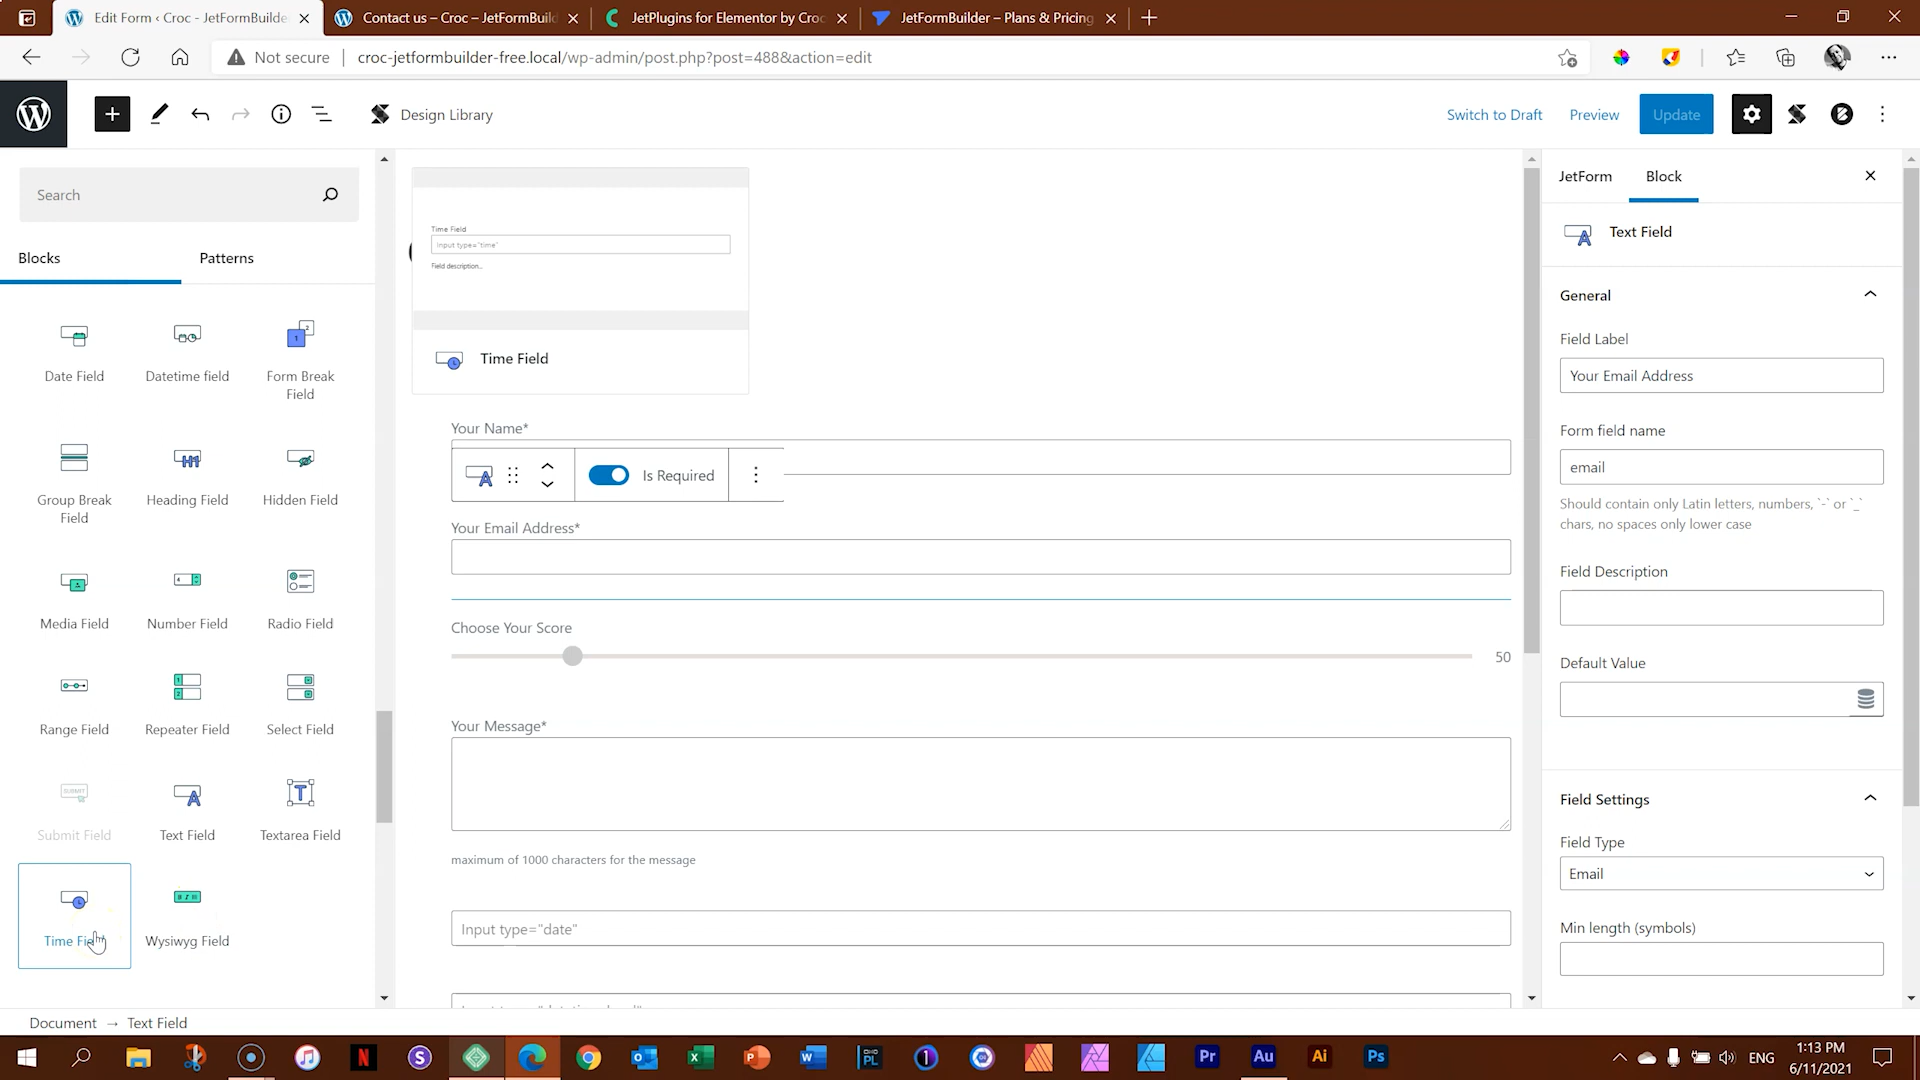 Edit Form ‹ Croc - JetFormBuilde
Contact us – Croc – JetFormBuild
JetPlugins for Elementor by Croc
JetFormBuilder – Plans & Pricing
Not secure
croc-jetformbuilder-free.local/wp-admin/post.php?post=488&action=edit
Design Library
Switch to Draft
Preview
Update
Search
Blocks
Patterns
Date Field
Datetime field
Form Break
Field
Group Break
Field
Heading Field
Hidden Field
Media Field
Number Field
Radio Field
Range Field
Repeater Field
Select Field
Submit Field
Text Field
Textarea Field
Time Field
Wysiwyg Field
Time Field
Input type="time"
Field description...
Time Field
Your Name*
Is Required
Your Email Address*
Choose Your Score
50
Your Message*
maximum of 1000 characters for the message
Input type="date"
JetForm
Block
Text Field
General
Field Label
Your Email Address
Form field name
email
Should contain only Latin letters, numbers, `-` or `_`
chars, no spaces only lower case
Field Description
Default Value
Field Settings
Field Type
Email
Min length (symbols)
Document → Text Field
ENG
1:13 PM
6/11/2021